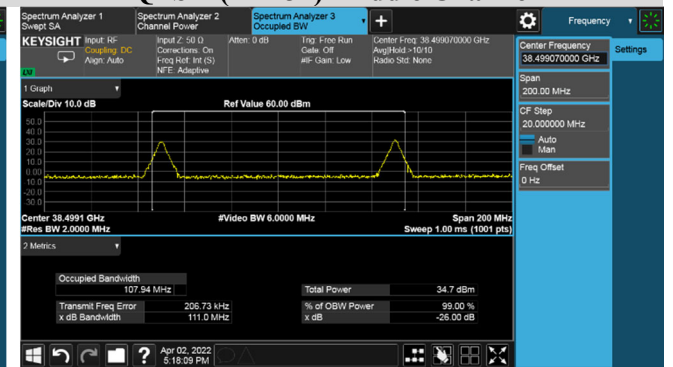 Spectrum Analyzer 1
Swept SA
Spectrum Analyzer 2
Channel Power
Spectrum Analyzer 3
Occupied BW
Frequency
KEYSIGHT
Input: RF
Coupling: DC
Align: Auto
Input Z: 50 Ω
Corrections: On
Freq Ref: Int (S)
NFE: Adaptive
Atten: 0 dB
Trig: Free Run
Gate: Off
#IF Gain: Low
Center Freq: 38.499070000 GHz
Avg|Hold:>10/10
Radio Std: None
Center Frequency
38.499070000 GHz
Settings
Span
200.00 MHz
CF Step
20.000000 MHz
Auto
Man
Freq Offset
0 Hz
1 Graph
Scale/Div 10.0 dB
Ref Value 60.00 dBm
50.0
40.0
30.0
20.0
10.0
0.00
-10.0
-20.0
-30.0
Center 38.4991 GHz
#Video BW 6.0000 MHz
Span 200 MHz
#Res BW 2.0000 MHz
Sweep 1.00 ms (1001 pts)
2 Metrics
Occupied Bandwidth
107.94 MHz
Total Power 34.7 dBm
Transmit Freq Error 206.73 kHz
% of OBW Power 99.00 %
x dB Bandwidth 111.0 MHz
x dB -26.00 dB
Apr 02, 2022
5:18:09 PM